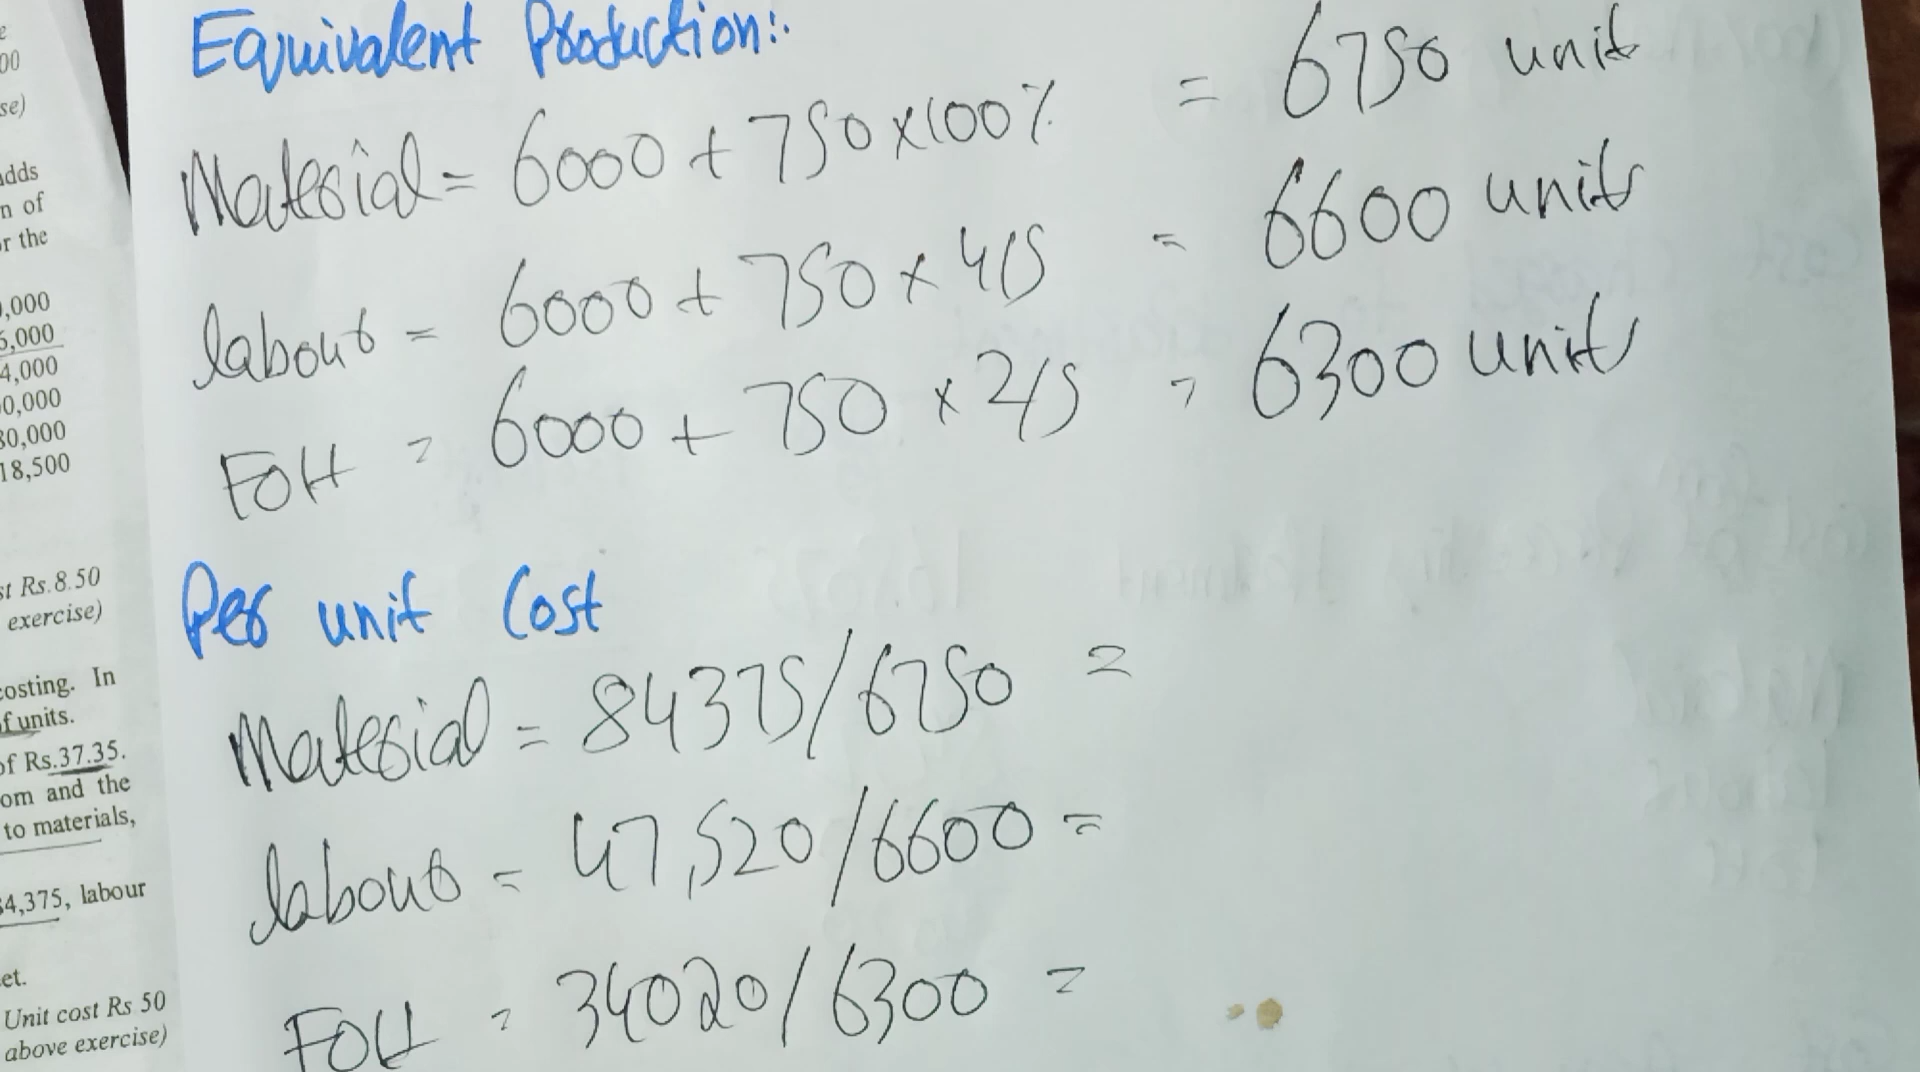 00
se)
adds
n of
r the
,000
5,000
4,000
0,000
30,000
18,500
st Rs.8.50
exercise)
costing. In
f units.
of Rs.37.35.
om and the
to materials,
4,375, labour
et.
Unit cost Rs 50
above exercise)
Equivalent Production:
Material = 6000 + 750 x 100% = 6750 unit
labour = 6000 + 750 x 4/5 = 6600 units
FOH = 6000 + 750 x 2/5 = 6300 units
Per unit Cost
Material = 84375/6750 =
labour = 47,520/6600 =
FOH = 34020/6300 =